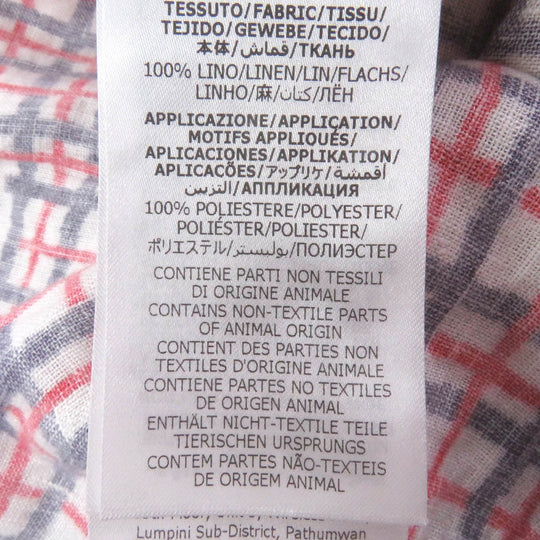 TESSUTO/FABRIC/TISSU/
TEJIDO/GEWEBE/TECIDO/
本体/قماش/ТКАНЬ
100% LINO/LINEN/LIN/FLACHS/
LINHO/麻/كتان/ЛЁН
APPLICAZIONE/APPLICATION/
MOTIFS APPLIQUÉS/
APLICACIONES/APPLIKATION/
APLICACÕES/アップリケ/أقمشة
التزيين/АППЛИКАЦИЯ
100% POLIESTERE/POLYESTER/
POLIÉSTER/POLYESTER/
ポリエステル/بوليستر/ПОЛИЭСТЕР
CONTIENE PARTI NON TESSILI
DI ORIGINE ANIMALE
CONTAINS NON-TEXTILE PARTS
OF ANIMAL ORIGIN
CONTIENT DES PARTIES NON
TEXTILES D'ORIGINE ANIMALE
CONTIENE PARTES NO TEXTILES
DE ORIGEN ANIMAL
ENTHÄLT NICHT-TEXTILE TEILE
TIERISCHEN URSPRUNGS
CONTEM PARTES NÃO-TEXTEIS
DE ORIGEM ANIMAL
Lumpini Sub-District, Pathumwan